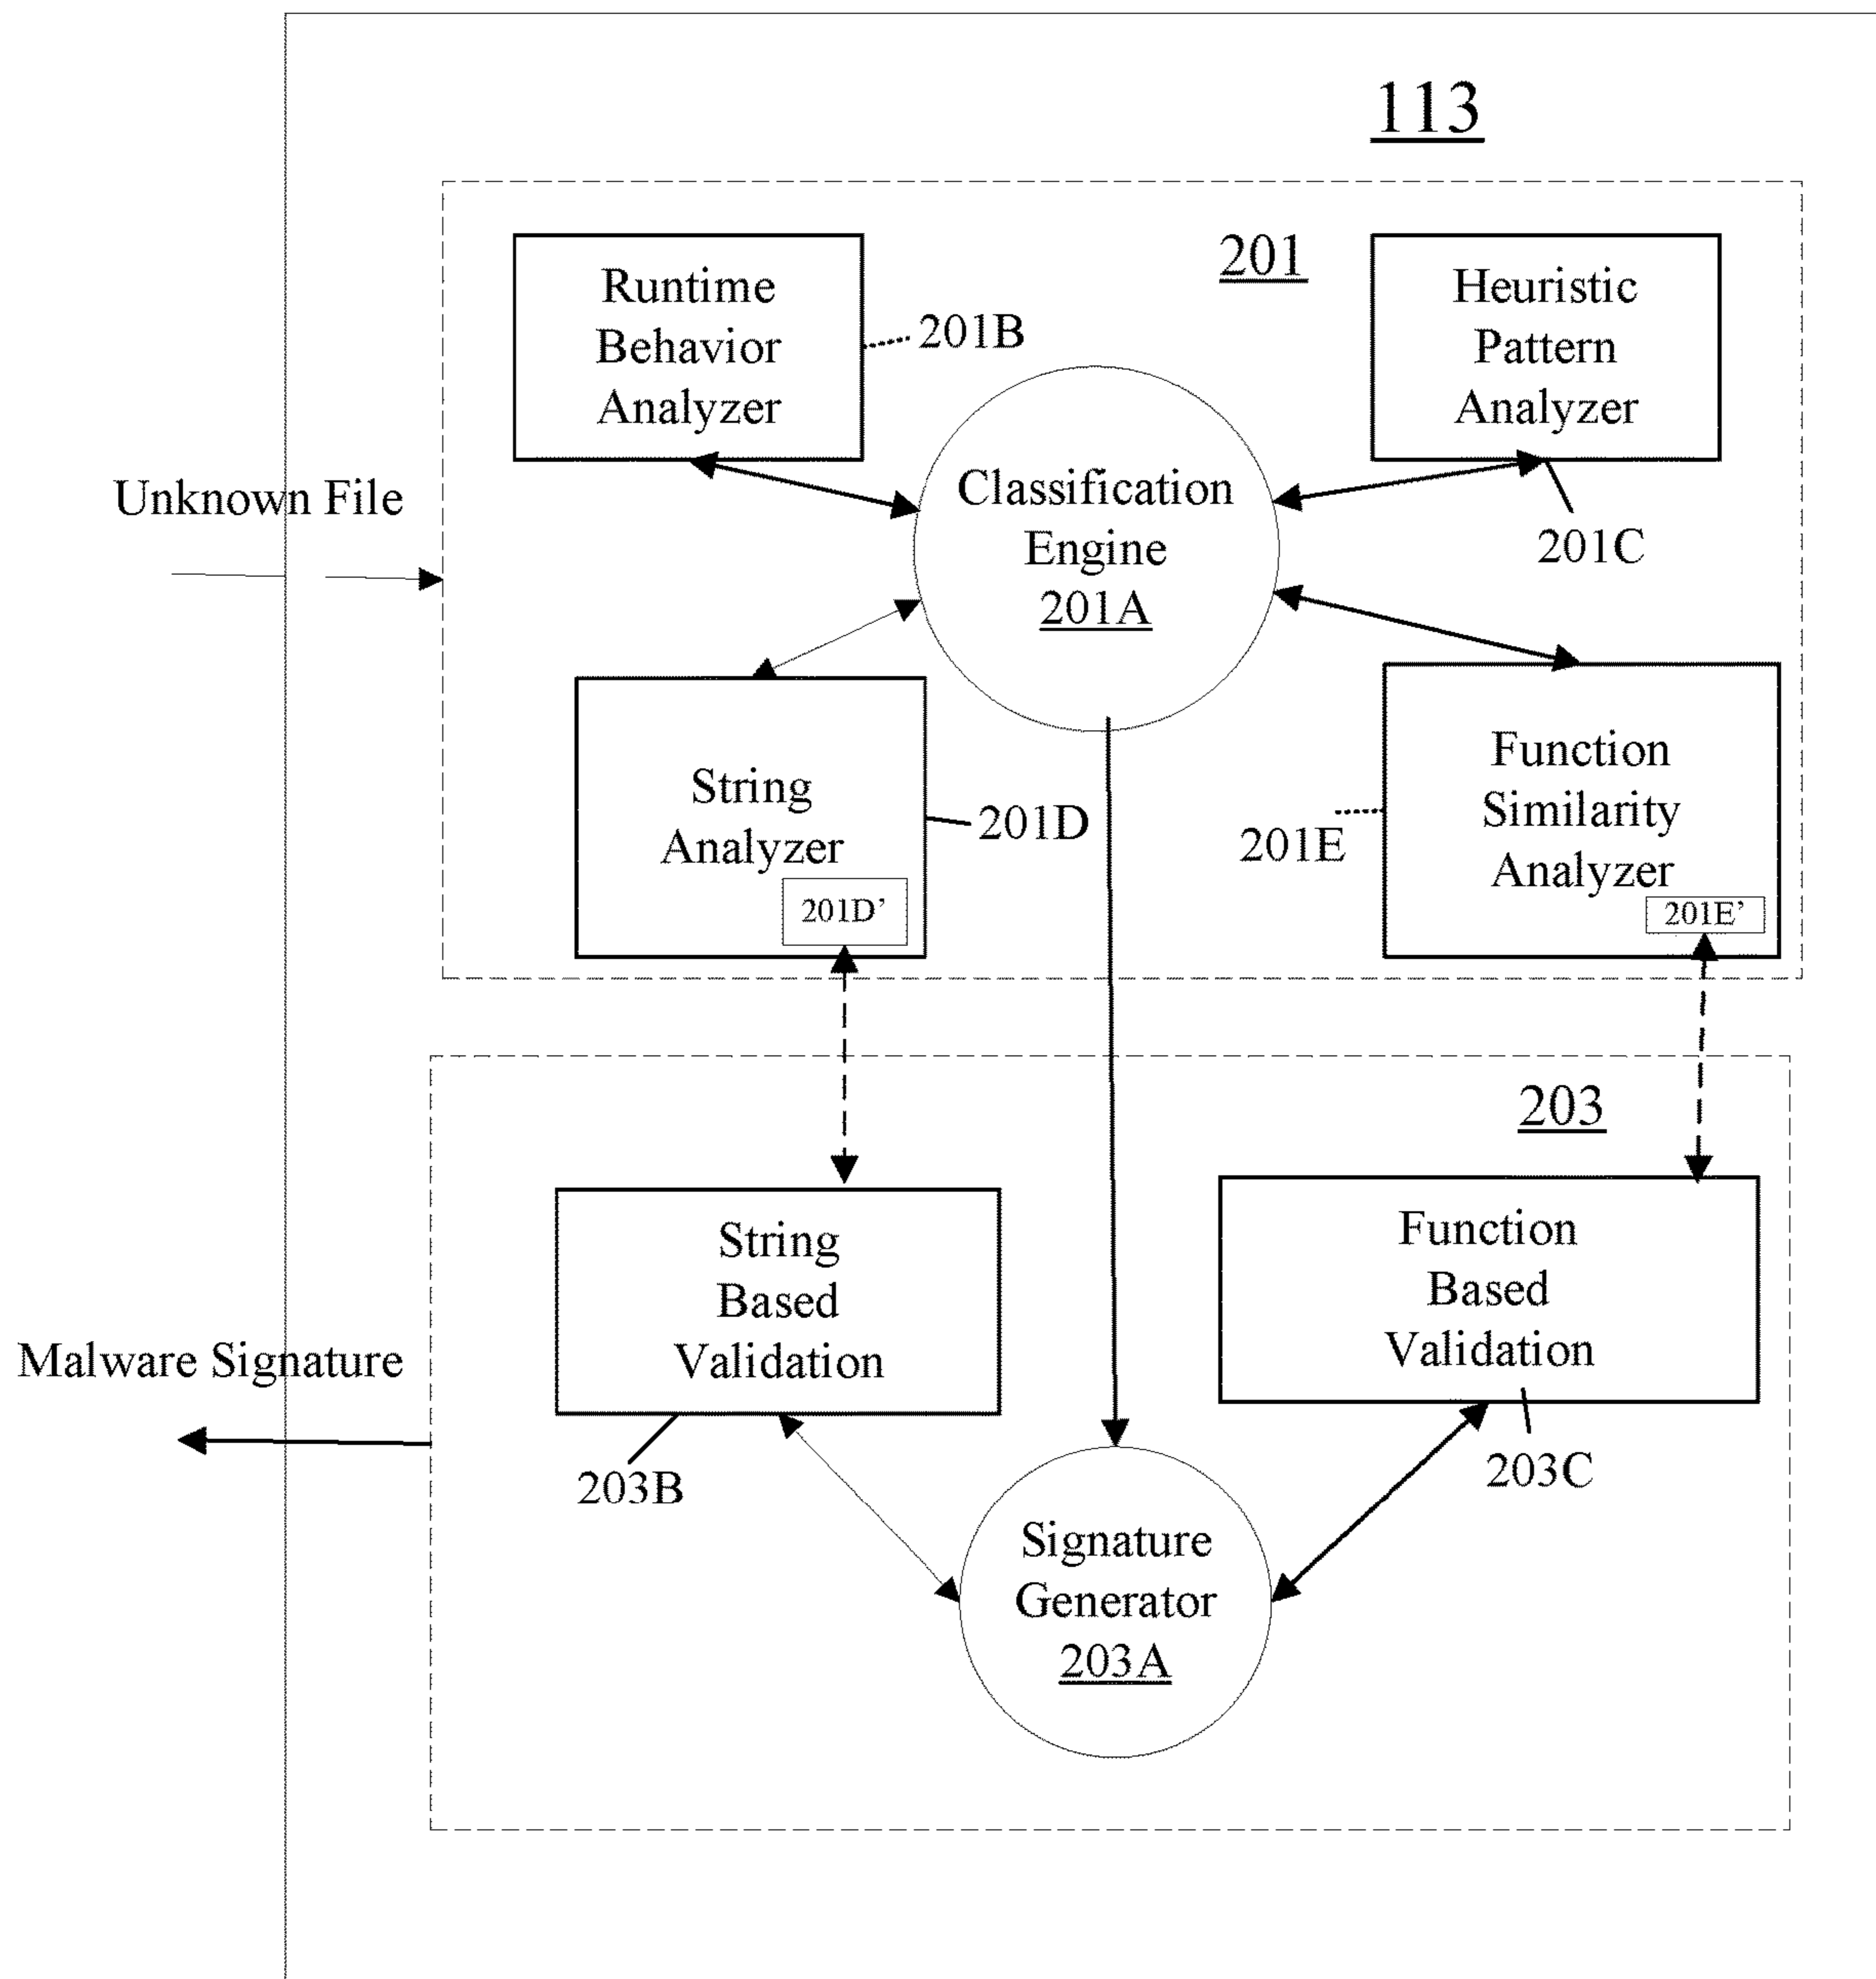 113
201
Runtime
Behavior
Analyzer
201B
Heuristic
Pattern
Analyzer
201C
Unknown File
Classification
Engine
201A
String
Analyzer
201D'
201D
Function
Similarity
Analyzer
201E'
201E
203
String
Based
Validation
203B
Function
Based
Validation
203C
Malware Signature
Signature
Generator
203A